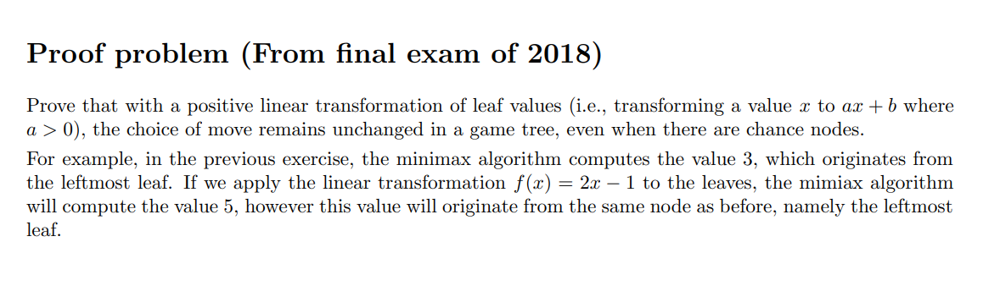 Proof problem (From final exam of 2018)
Prove that with a positive linear transformation of leaf values (i.e., transforming a value x to ax + b where
a > 0), the choice of move remains unchanged in a game tree, even when there are chance nodes.
For example, in the previous exercise, the minimax algorithm computes the value 3, which originates from
the leftmost leaf. If we apply the linear transformation f(x) = 2x − 1 to the leaves, the mimiax algorithm
will compute the value 5, however this value will originate from the same node as before, namely the leftmost
leaf.